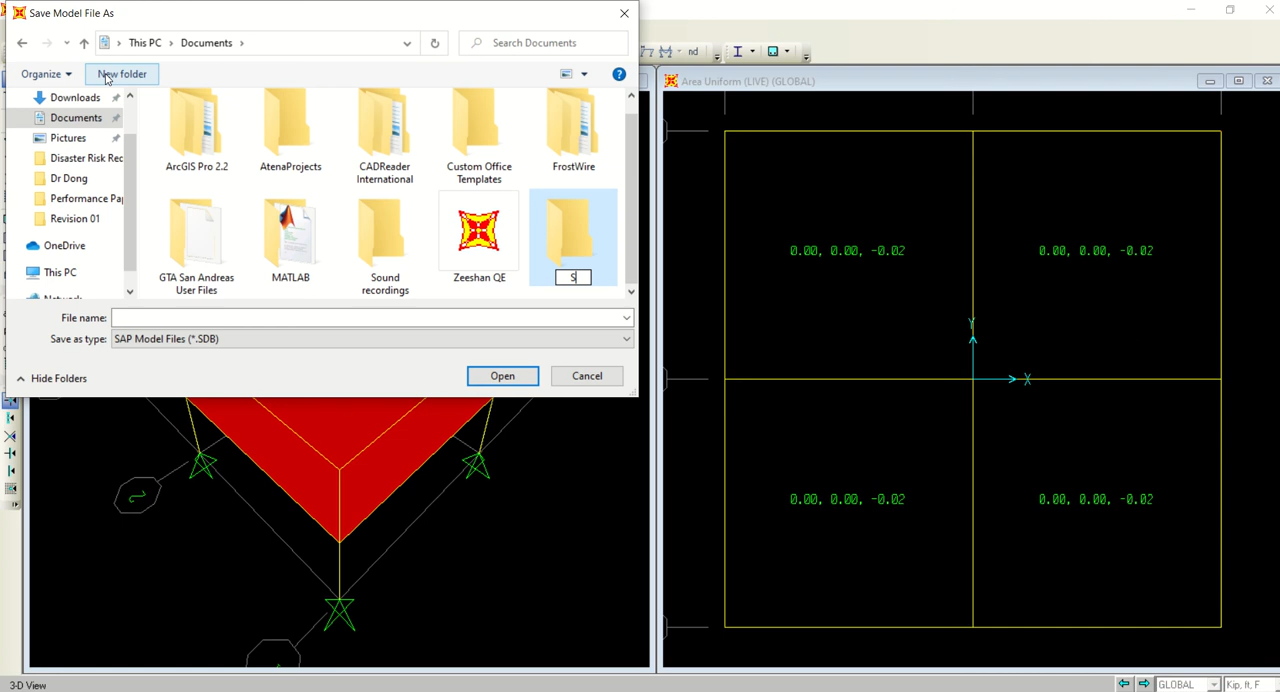 Save Model File As
This PC > Documents >
Search Documents
Organize
New folder
Downloads
Documents
Pictures
Disaster Risk Rec
Dr Dong
Performance Pa
Revision 01
OneDrive
This PC
ArcGIS Pro 2.2
AtenaProjects
CADReader
International
Custom Office
Templates
FrostWire
GTA San Andreas
User Files
MATLAB
Sound
recordings
Zeeshan QE
S
File name:
Save as type: SAP Model Files (*.SDB)
Hide Folders
Open
Cancel
nd
Area Uniform (LIVE) (GLOBAL)
0.00, 0.00, -0.02
0.00, 0.00, -0.02
Y
X
0.00, 0.00, -0.02
0.00, 0.00, -0.02
3-D View
GLOBAL
Kip, ft, F